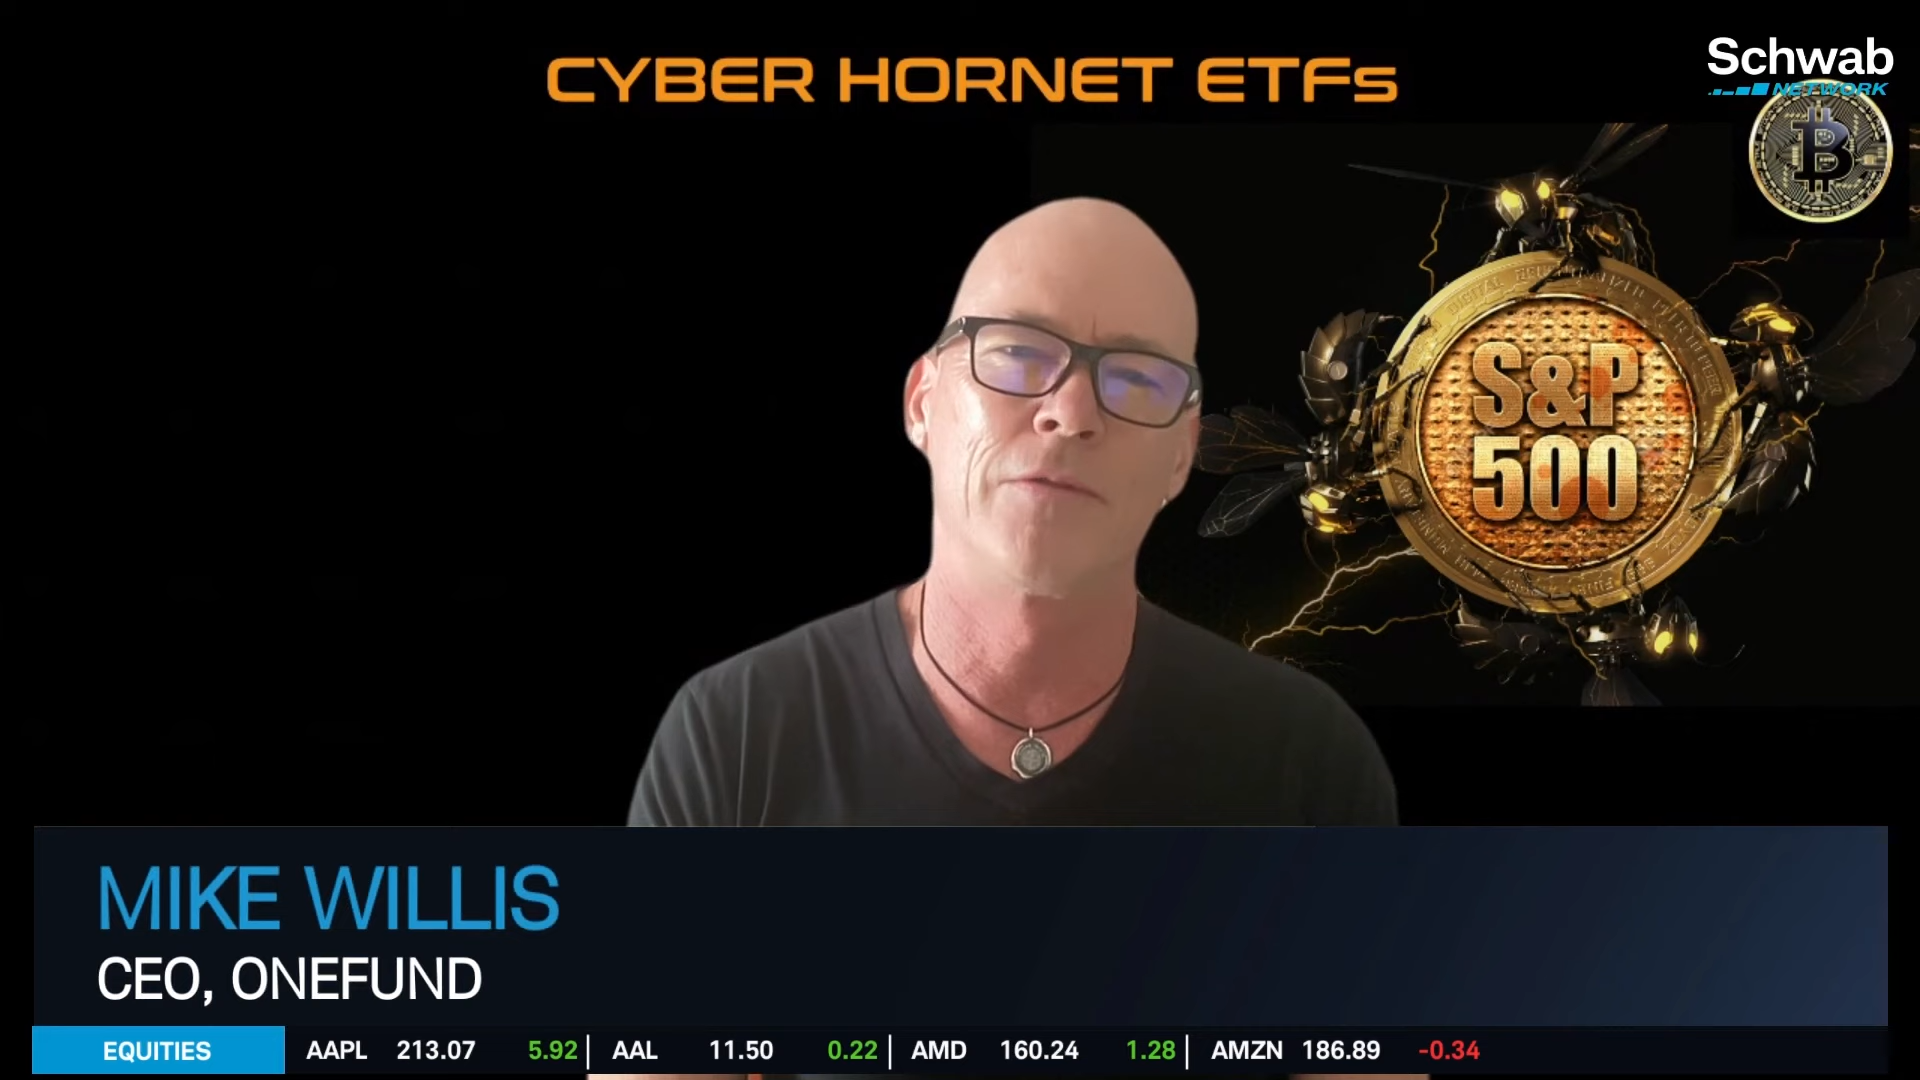 CYBER HORNET ETFs
Schwab
NETWORK
S&P
500
MIKE WILLIS
CEO, ONEFUND
EQUITIES AAPL 213.07 5.92 AAL 11.50 0.22 AMD 160.24 1.28 AMZN 186.89 -0.34